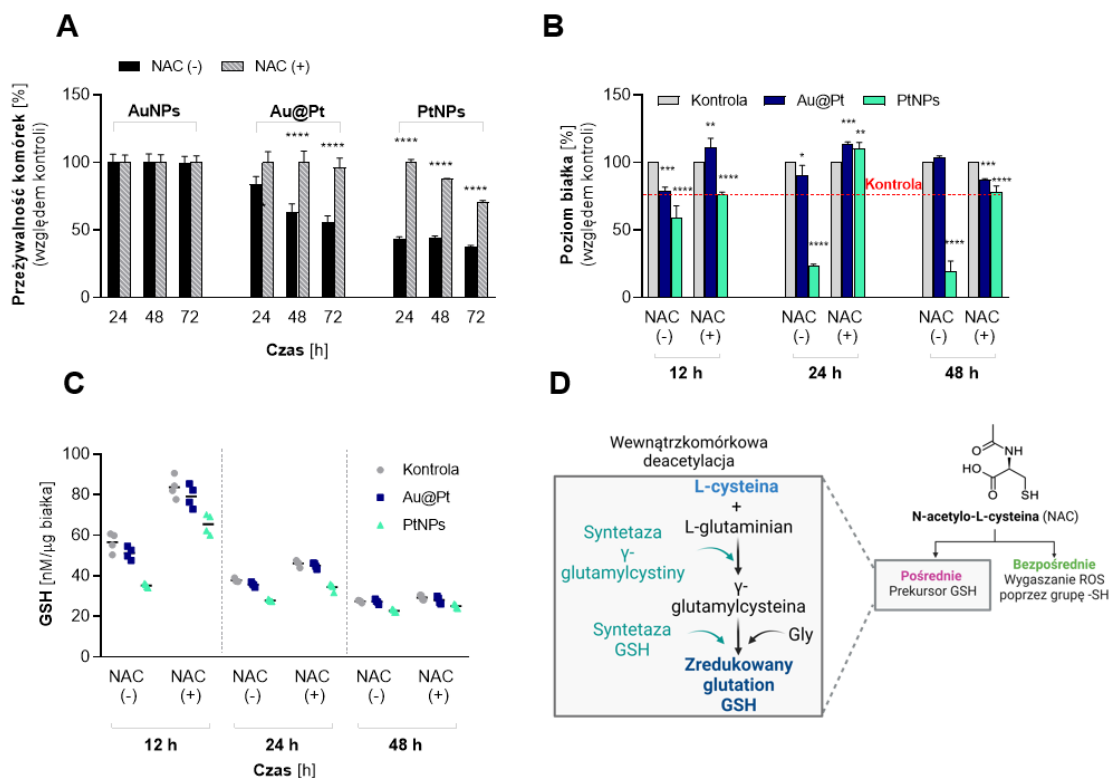 A
NAC (-) NAC (+)
Przeżywalność komórek [%]
(względem kontroli)
150
100
50
0
AuNPs
Au@Pt
PtNPs
****
****
****
****
****
24 48 72 24 48 72 24 48 72
Czas [h]
B
Poziom białka [%]
(względem kontroli)
150
100
50
0
Kontrola Au@Pt PtNPs
***
****
**
****
*
****
***
**
****
***
****
Kontrola
NAC (-)
NAC (+)
NAC (-)
NAC (+)
NAC (-)
NAC (+)
12 h
24 h
48 h
C
GSH [nM/µg białka]
100
80
60
40
20
0
Kontrola
Au@Pt
PtNPs
NAC (-)
NAC (+)
NAC (-)
NAC (+)
NAC (-)
NAC (+)
12 h
24 h
48 h
Czas [h]
D
Wewnątrzkomórkowa
deacetylacja
L-cysteina
+
L-glutaminian
Syntetaza
γ-
glutamylcystiny
γ-
glutamylcysteina
Syntetaza
GSH
Gly
Zredukowany
glutation
GSH
O
NH
HO
O
SH
N-acetylo-L-cysteina (NAC)
Pośrednie
Prekursor GSH
Bezpośrednie
Wygaszanie ROS
poprzez grupę -SH